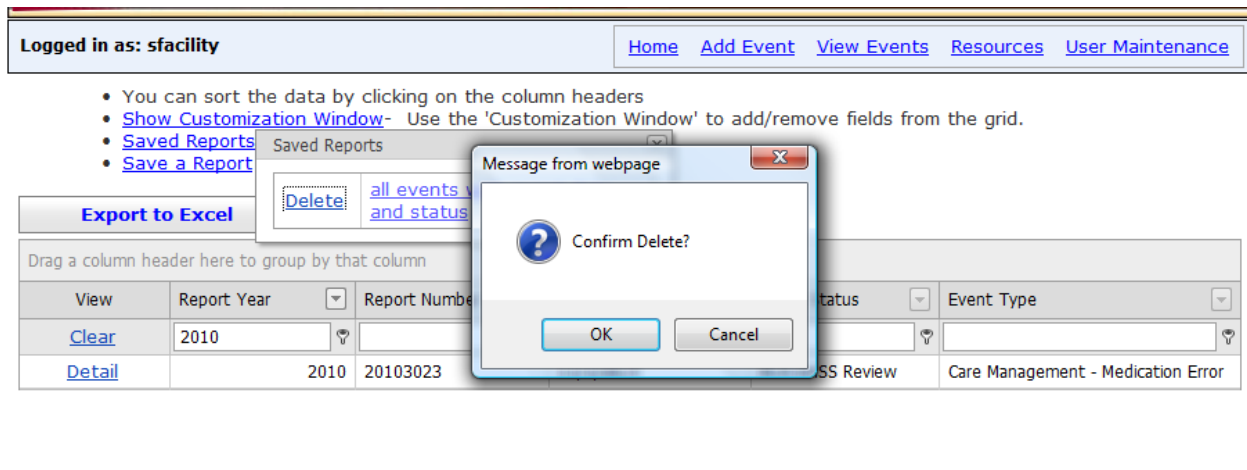 Logged in as: sfacility
Home Add Event View Events Resources User Maintenance
• You can sort the data by clicking on the column headers
• Show Customization Window- Use the 'Customization Window' to add/remove fields from the grid.
• Saved Reports
• Save a Report
Saved Reports
Delete
all events
and status
Message from webpage
Confirm Delete?
OK Cancel
Export to Excel
Drag a column header here to group by that column
View Report Year Report Numbe tatus Event Type
Clear 2010
Detail 2010 20103023 SS Review Care Management - Medication Error